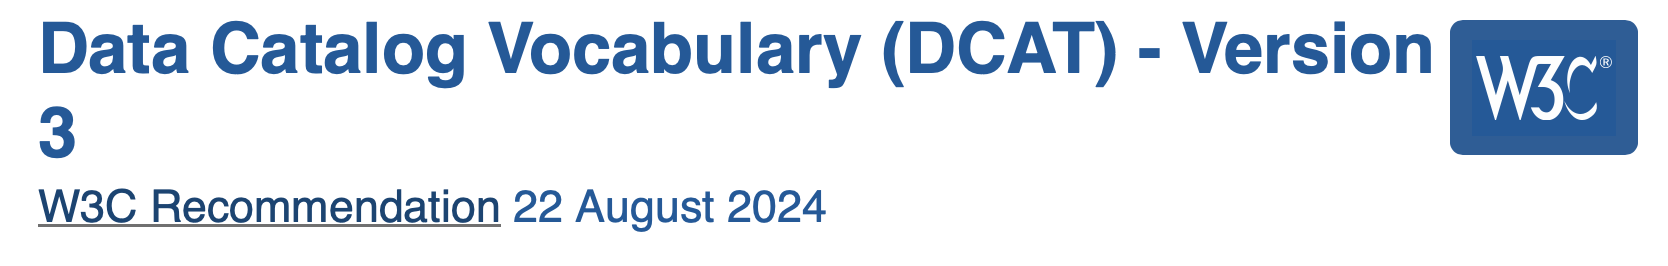 Data Catalog Vocabulary (DCAT) - Version
3
W3C®
W3C Recommendation 22 August 2024